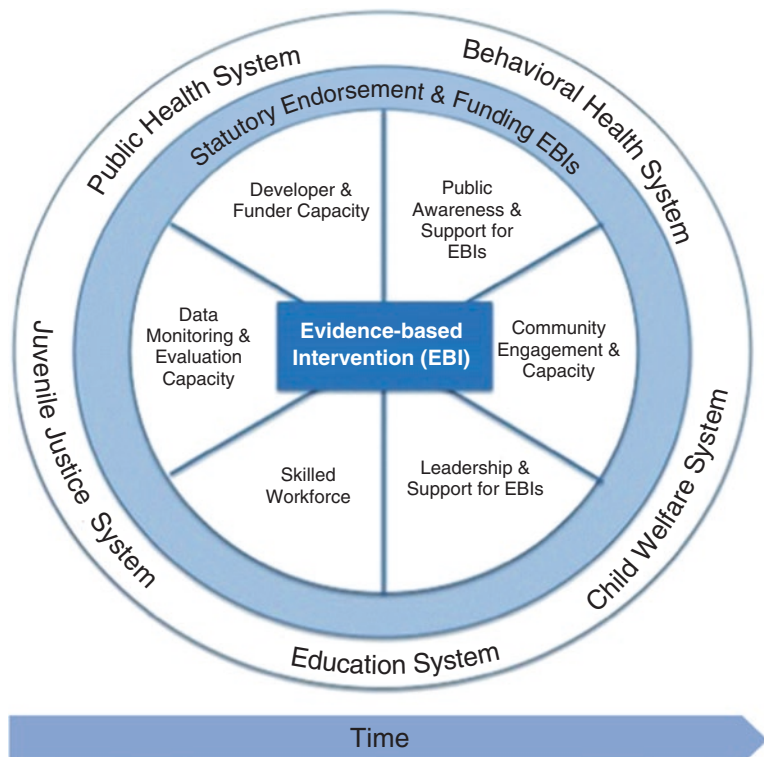 Public Health System
Behavioral Health System
Statutory Endorsement & Funding EBIs
Developer &
Funder Capacity
Public
Awareness &
Support for
EBIs
Data
Monitoring &
Evaluation
Capacity
Evidence-based
Intervention (EBI)
Community
Engagement &
Capacity
Skilled
Workforce
Leadership &
Support for EBIs
Juvenile Justice System
Child Welfare System
Education System
Time